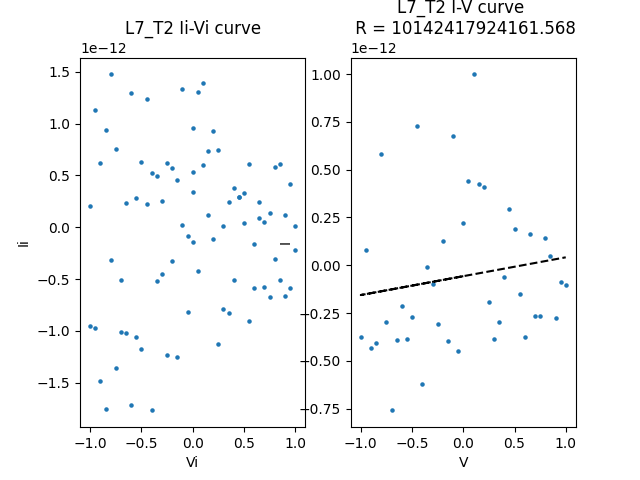 L7_T2 Ii-Vi curve
L7_T2 I-V curve
R = 10142417924161.568
1e−12
1e−12
1.5
1.0
0.5
0.0
−0.5
−1.0
−1.5
Ii
−1.0 −0.5 0.0 0.5 1.0
Vi
1.00
0.75
0.50
0.25
0.00
−0.25
−0.50
−0.75
I
−1.0 −0.5 0.0 0.5 1.0
V